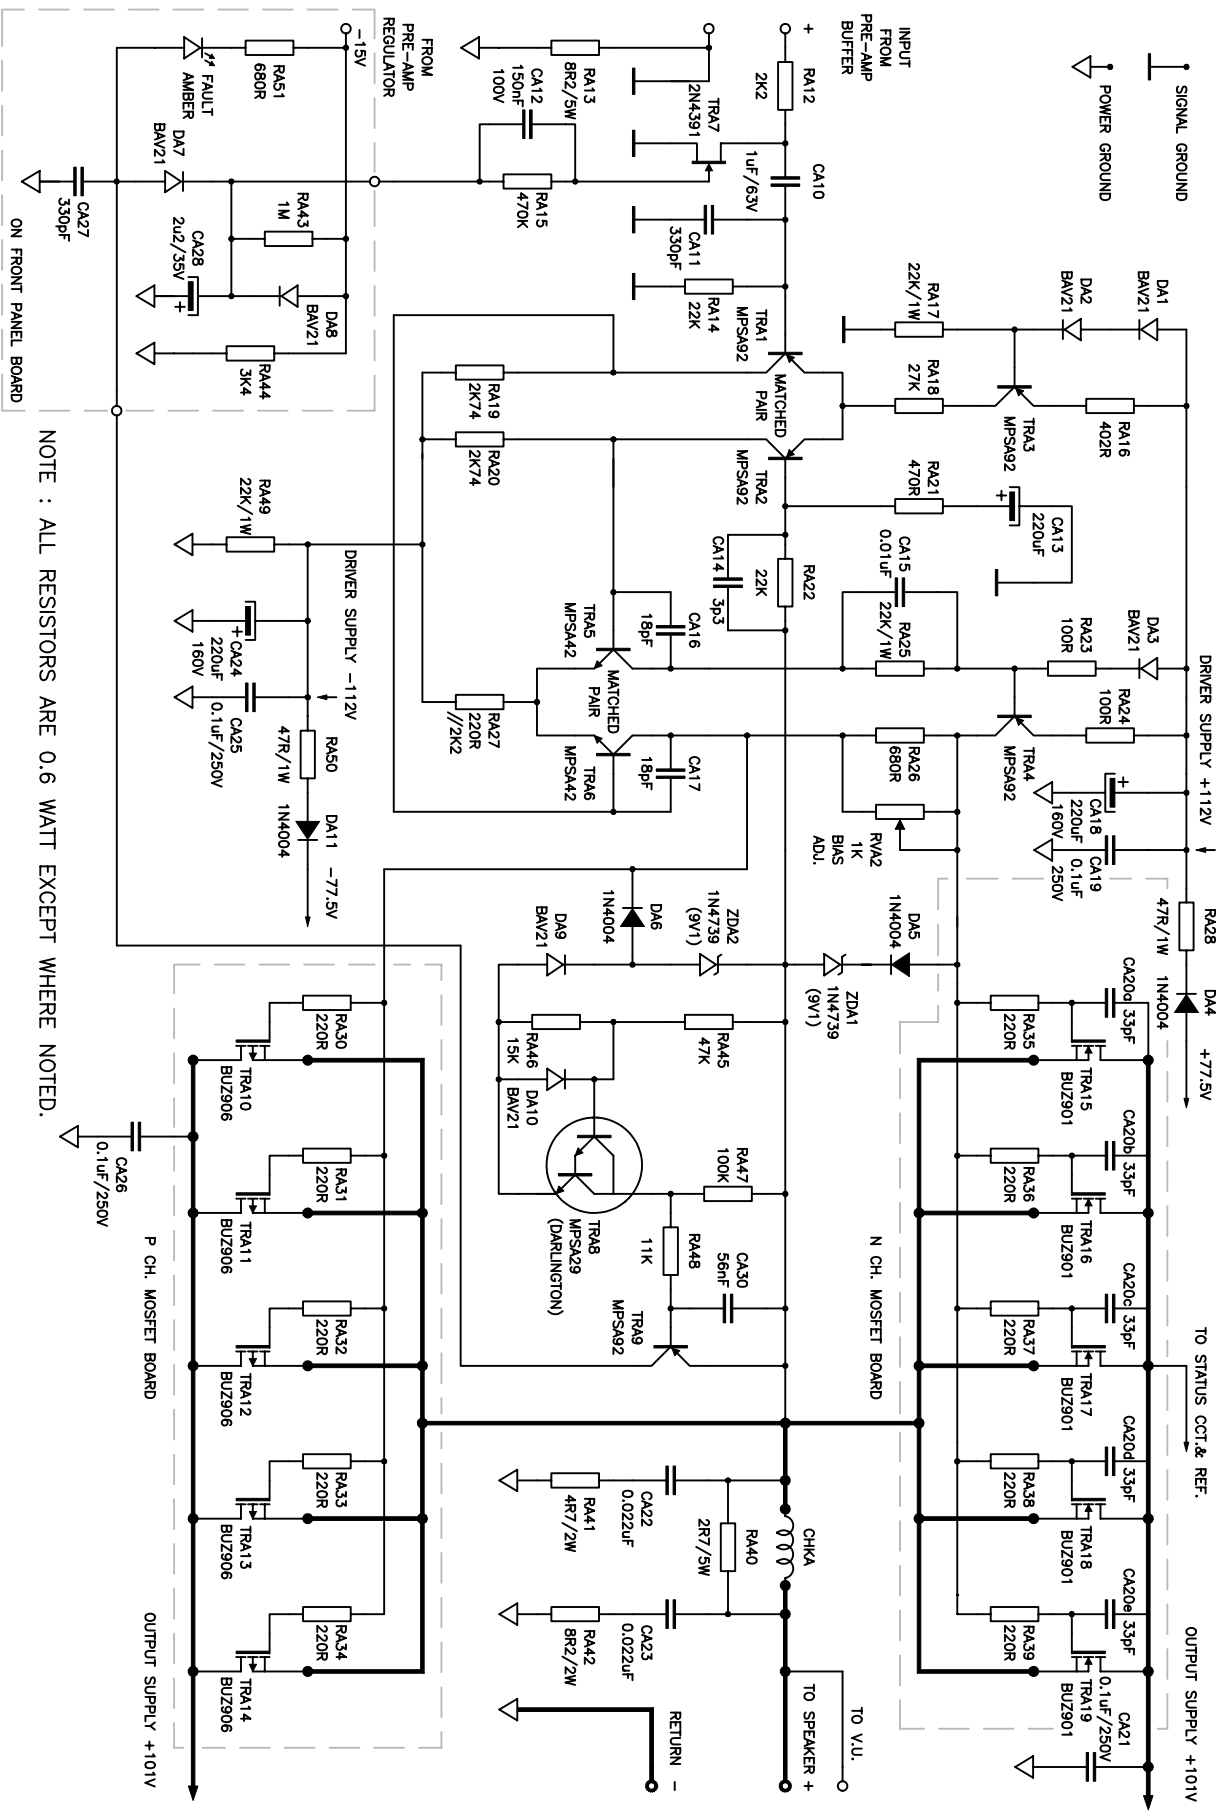 SIGNAL GROUND
POWER GROUND
INPUT
FROM
PRE-AMP
BUFFER
+
RA12
2K2
TRA7
2N4391
CA10
1uF/63V
RA13
8R2/5W
CA12
150nF
100V
RA15
470K
CA11
330pF
RA14
22K
FROM
PRE-AMP
REGULATOR
-15V
RA51
680R
FAULT
AMBER
DA7
BAV21
CA27
330pF
RA43
1M
CA28
2u2/35V
+
DA8
BAV21
RA44
3K4
ON FRONT PANEL BOARD
DA1
BAV21
DA2
BAV21
RA17
22K/1W
RA18
27K
TRA3
MPSA92
RA16
402R
TRA1
MPSA92
MATCHED
PAIR
TRA2
MPSA92
RA19
2K74
RA20
2K74
RA21
470R
+
CA13
220uF
RA22
22K
CA14
3p3
CA15
0.01uF
RA25
22K/1W
DA3
BAV21
RA23
100R
RA24
100R
TRA4
MPSA92
DRIVER SUPPLY +112V
+
CA18
220uF
160V
CA19
0.1uF
250V
RA28
47R/1W
DA4
1N4004
+77.5V
CA16
18pF
TRA5
MPSA42
MATCHED
PAIR
TRA6
MPSA42
CA17
18pF
RA27
220R
//2K2
RA26
680R
RVA2
1K
BIAS
ADJ.
RA49
22K/1W
DRIVER SUPPLY -112V
+
CA24
220uF
160V
CA25
0.1uF/250V
RA50
47R/1W
DA11
1N4004
-77.5V
DA5
1N4004
ZDA1
1N4739
(9V1)
ZDA2
1N4739
(9V1)
DA6
1N4004
DA9
BAV21
RA45
47K
RA46
15K
DA10
BAV21
TRA8
MPSA29
(DARLINGTON)
RA47
100K
RA48
11K
CA30
56nF
TRA9
MPSA92
CA20a
33pF
RA35
220R
TRA15
BUZ901
CA20b
33pF
RA36
220R
TRA16
BUZ901
CA20c
33pF
RA37
220R
TRA17
BUZ901
CA20d
33pF
RA38
220R
TRA18
BUZ901
CA20e
33pF
RA39
220R
TRA19
BUZ901
N CH. MOSFET BOARD
TO STATUS CCT.& REF.
OUTPUT SUPPLY +101V
CA21
0.1uF/250V
RA30
220R
TRA10
BUZ906
RA31
220R
TRA11
BUZ906
RA32
220R
TRA12
BUZ906
RA33
220R
TRA13
BUZ906
RA34
220R
TRA14
BUZ906
CA26
0.1uF/250V
P CH. MOSFET BOARD
OUTPUT SUPPLY +101V
CHKA
RA40
2R7/5W
CA22
0.022uF
RA41
4R7/2W
CA23
0.022uF
RA42
8R2/2W
TO V.U.
TO SPEAKER +
RETURN -
NOTE : ALL RESISTORS ARE 0.6 WATT EXCEPT WHERE NOTED.